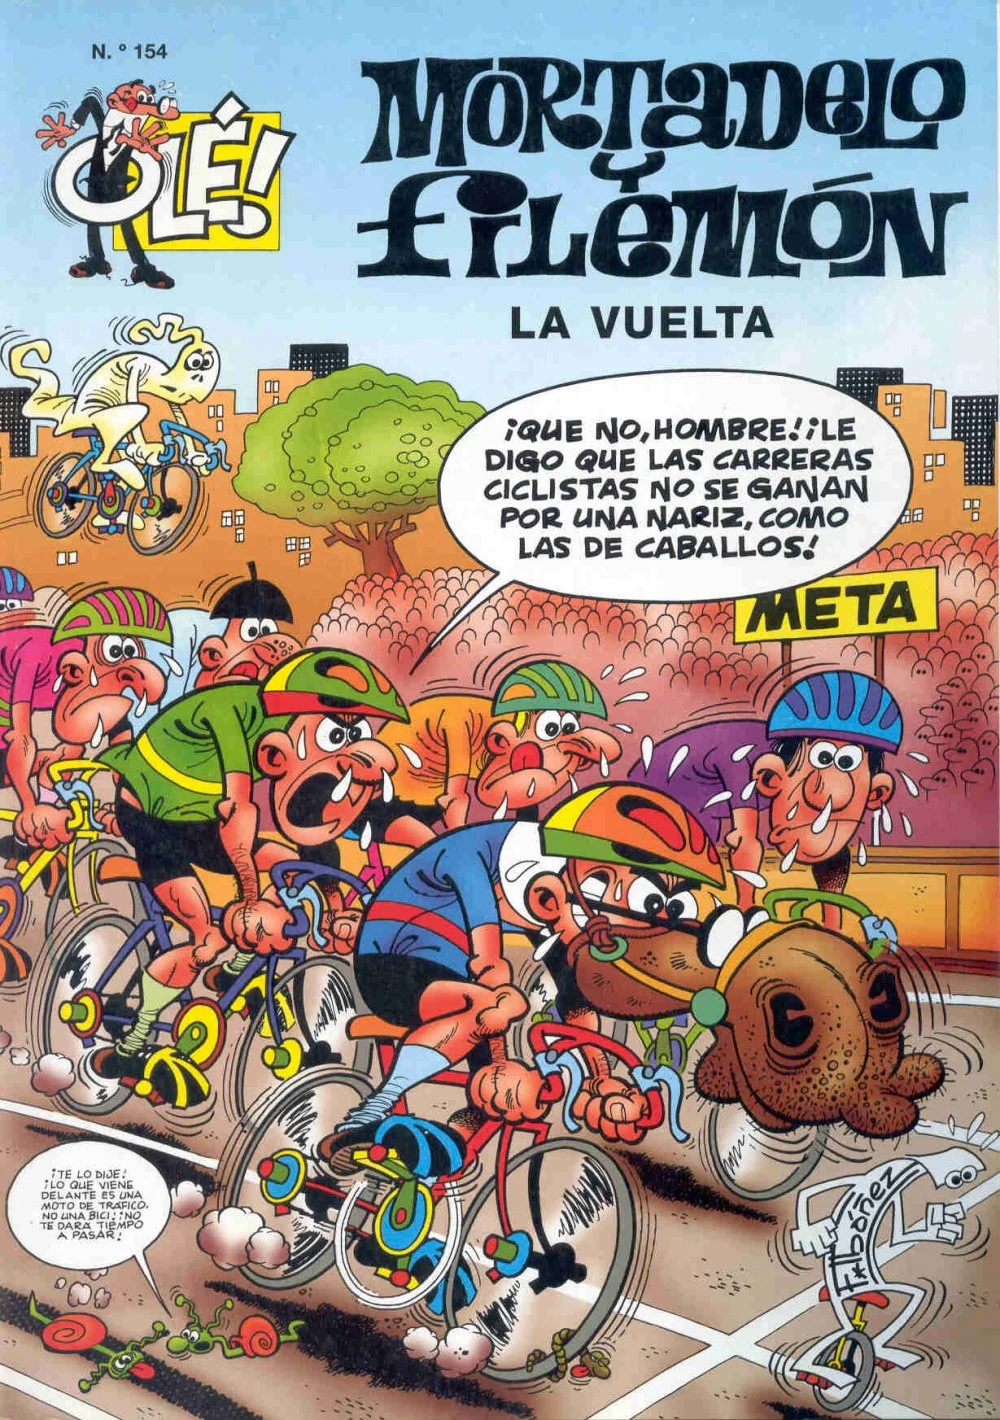 N.º 154
OLÉ!
MORTADELO
Y
FILEMÓN
LA VUELTA
¡QUE NO, HOMBRE! ¡LE
DIGO QUE LAS CARRERAS
CICLISTAS NO SE GANAN
POR UNA NARIZ, COMO
LAS DE CABALLOS!
META
¡TE LO DIJE!
¡LO QUE VIENE
DELANTE ES UNA
MOTO DE TRÁFICO,
NO UNA BICI! ¡NO
TE DARA TIEMPO
A PASAR!
F. Ibáñez